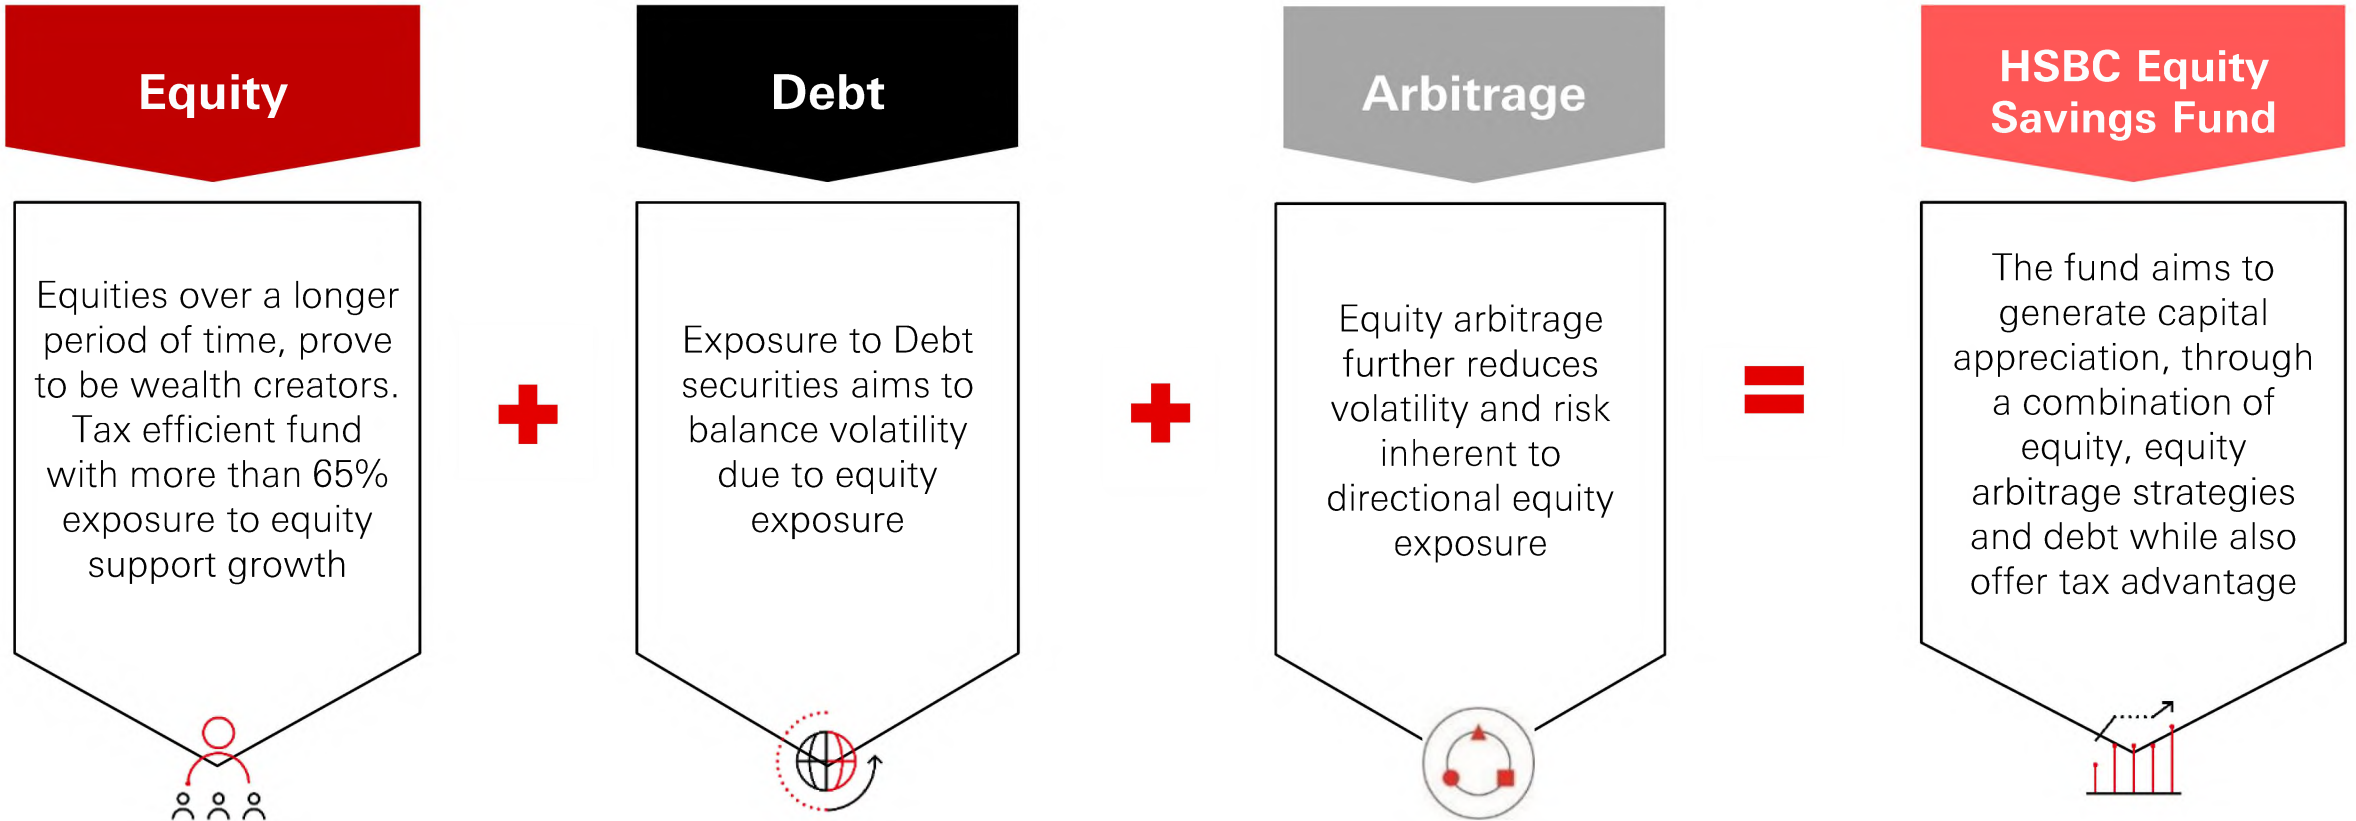 Equity
Equities over a longer
period of time, prove
to be wealth creators.
Tax efficient fund
with more than 65%
exposure to equity
support growth
Debt
Exposure to Debt
securities aims to
balance volatility
due to equity
exposure
Arbitrage
Equity arbitrage
further reduces
volatility and risk
inherent to
directional equity
exposure
HSBC Equity
Savings Fund
The fund aims to
generate capital
appreciation, through
a combination of
equity, equity
arbitrage strategies
and debt while also
offer tax advantage